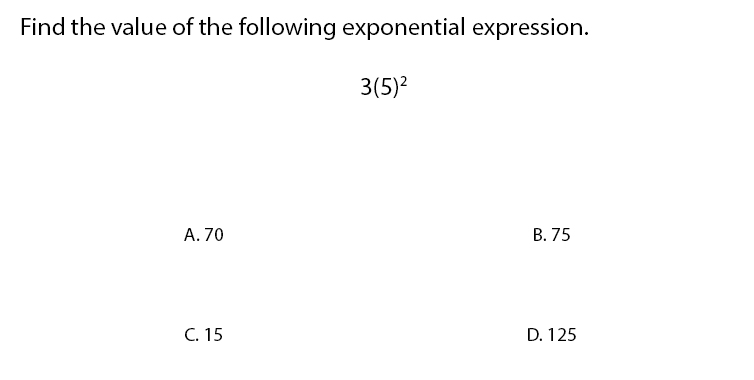 Find the value of the following exponential expression.
3(5)²
A. 70
B. 75
C. 15
D. 125